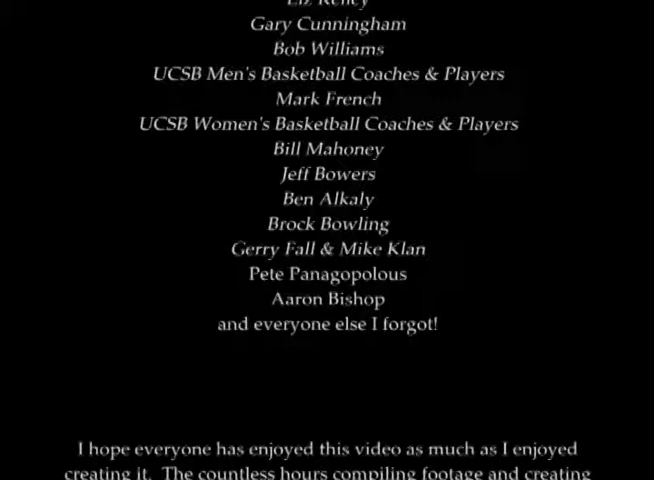 Liz Kelley
Gary Cunningham
Bob Williams
UCSB Men's Basketball Coaches & Players
Mark French
UCSB Women's Basketball Coaches & Players
Bill Mahoney
Jeff Bowers
Ben Alkaly
Brock Bowling
Gerry Fall & Mike Klan
Pete Panagopolous
Aaron Bishop
and everyone else I forgot!
I hope everyone has enjoyed this video as much as I enjoyed
creating it. The countless hours compiling footage and creating